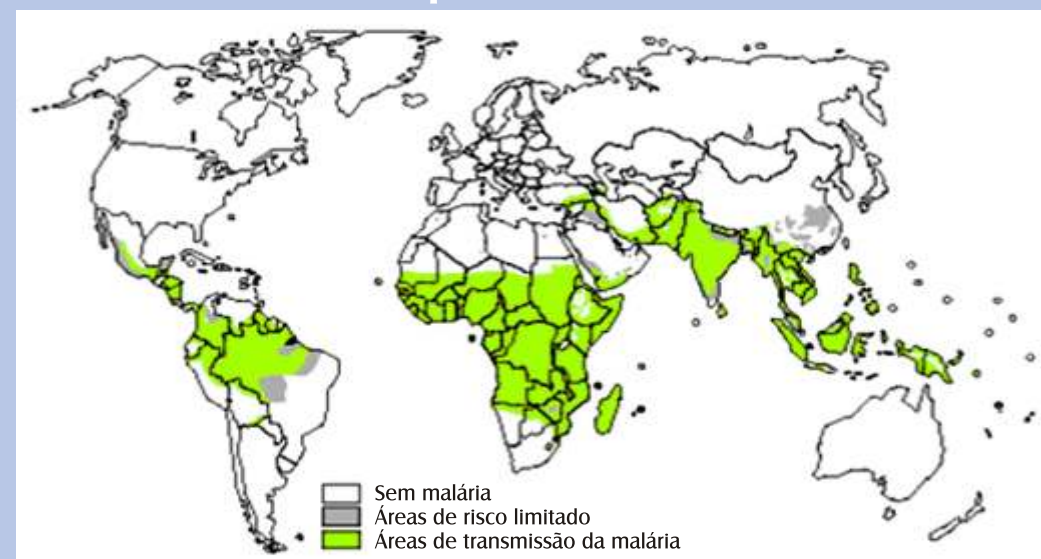 Sem malária
Áreas de risco limitado
Áreas de transmissão da malária